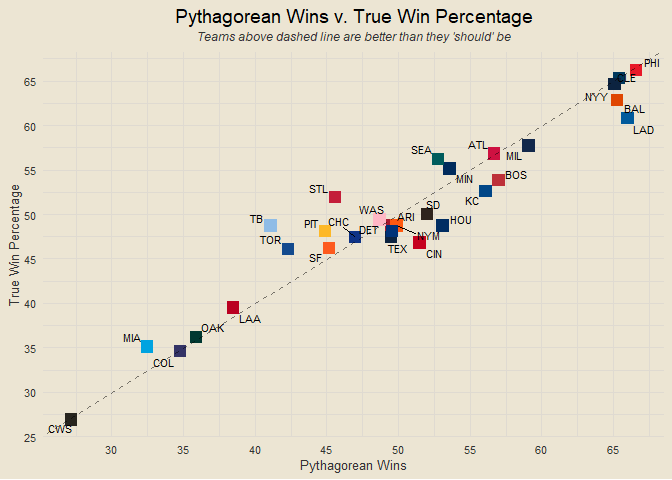 Pythagorean Wins v. True Win Percentage
Teams above dashed line are better than they 'should' be
True Win Percentage
65
60
55
50
45
40
35
30
25
PHI
CLE
NYY
BAL
LAD
SEA
ATL
MIL
MIN
BOS
KC
STL
WAS
SD
TB
PIT
CHC
DET
ARI
HOU
TOR
NYM
SF
TEX
CIN
LAA
OAK
MIA
COL
CWS
30
35
40
45
50
55
60
65
Pythagorean Wins